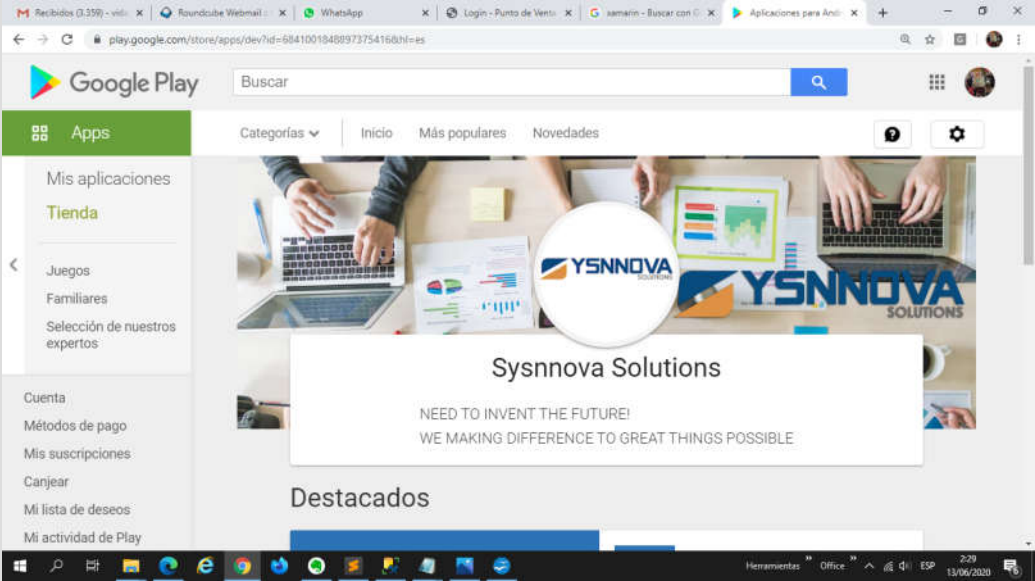 Recibidos (3.359) - vida
Roundcube Webmail ::
WhatsApp
Login - Punto de Venta
xamarin - Buscar con G
Aplicaciones para Andr
play.google.com/store/apps/dev?id=6841001848897375416&hl=es
Google Play
Buscar
Apps
Categorías
Inicio
Más populares
Novedades
Mis aplicaciones
Tienda
Juegos
Familiares
Selección de nuestros
expertos
Cuenta
Métodos de pago
Mis suscripciones
Canjear
Mi lista de deseos
Mi actividad de Play
YSNNOVA
SOLUTIONS
YSNNOVA
SOLUTIONS
Sysnnova Solutions
NEED TO INVENT THE FUTURE!
WE MAKING DIFFERENCE TO GREAT THINGS POSSIBLE
Destacados
Herramientas
Office
ESP
2:29
13/06/2020